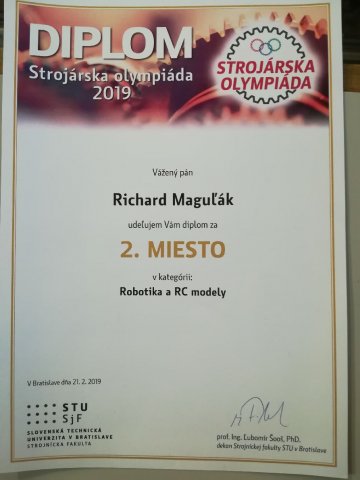 DIPLOM
Strojárska olympiáda
2019
STROJÁRSKA
OLYMPIÁDA
Vážený pán
Richard Maguľák
udeľujem Vám diplom za
2. MIESTO
v kategórii:
Robotika a RC modely
V Bratislave dňa 21. 2. 2019
STU
SjF
SLOVENSKÁ TECHNICKÁ
UNIVERZITA V BRATISLAVE
STROJNÍCKA FAKULTA
prof. Ing. Ľubomír Šooš, PhD.
dekan Strojníckej fakulty STU v Bratislave